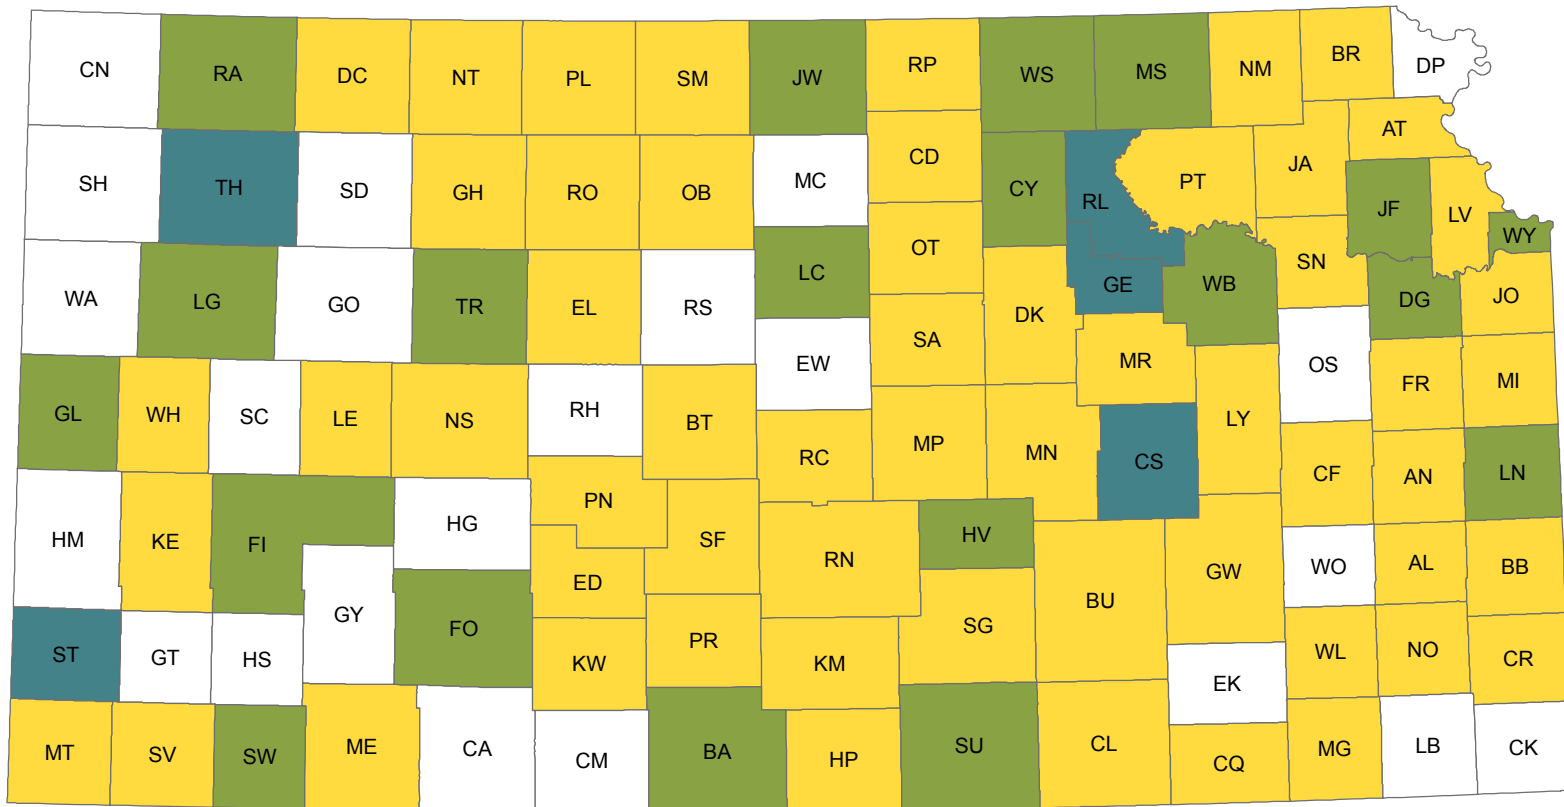 CN RA DC NT PL SM JW RP WS MS NM BR DP
SH TH SD GH RO OB MC CD CY RL PT JA AT
WA LG GO TR EL RS LC OT GE WB SN JF LV WY
GL WH SC LE NS RH BT EW SA DK MR OS DG JO
HM KE FI HG PN SF RC MP MN CS LY CF FR MI
ST GT HS GY FO ED PR RN HV BU GW WO AN LN
MT SV SW ME KW KM SG EK WL AL BB
CA CM BA HP SU CL CQ MG NO CR
LB CK